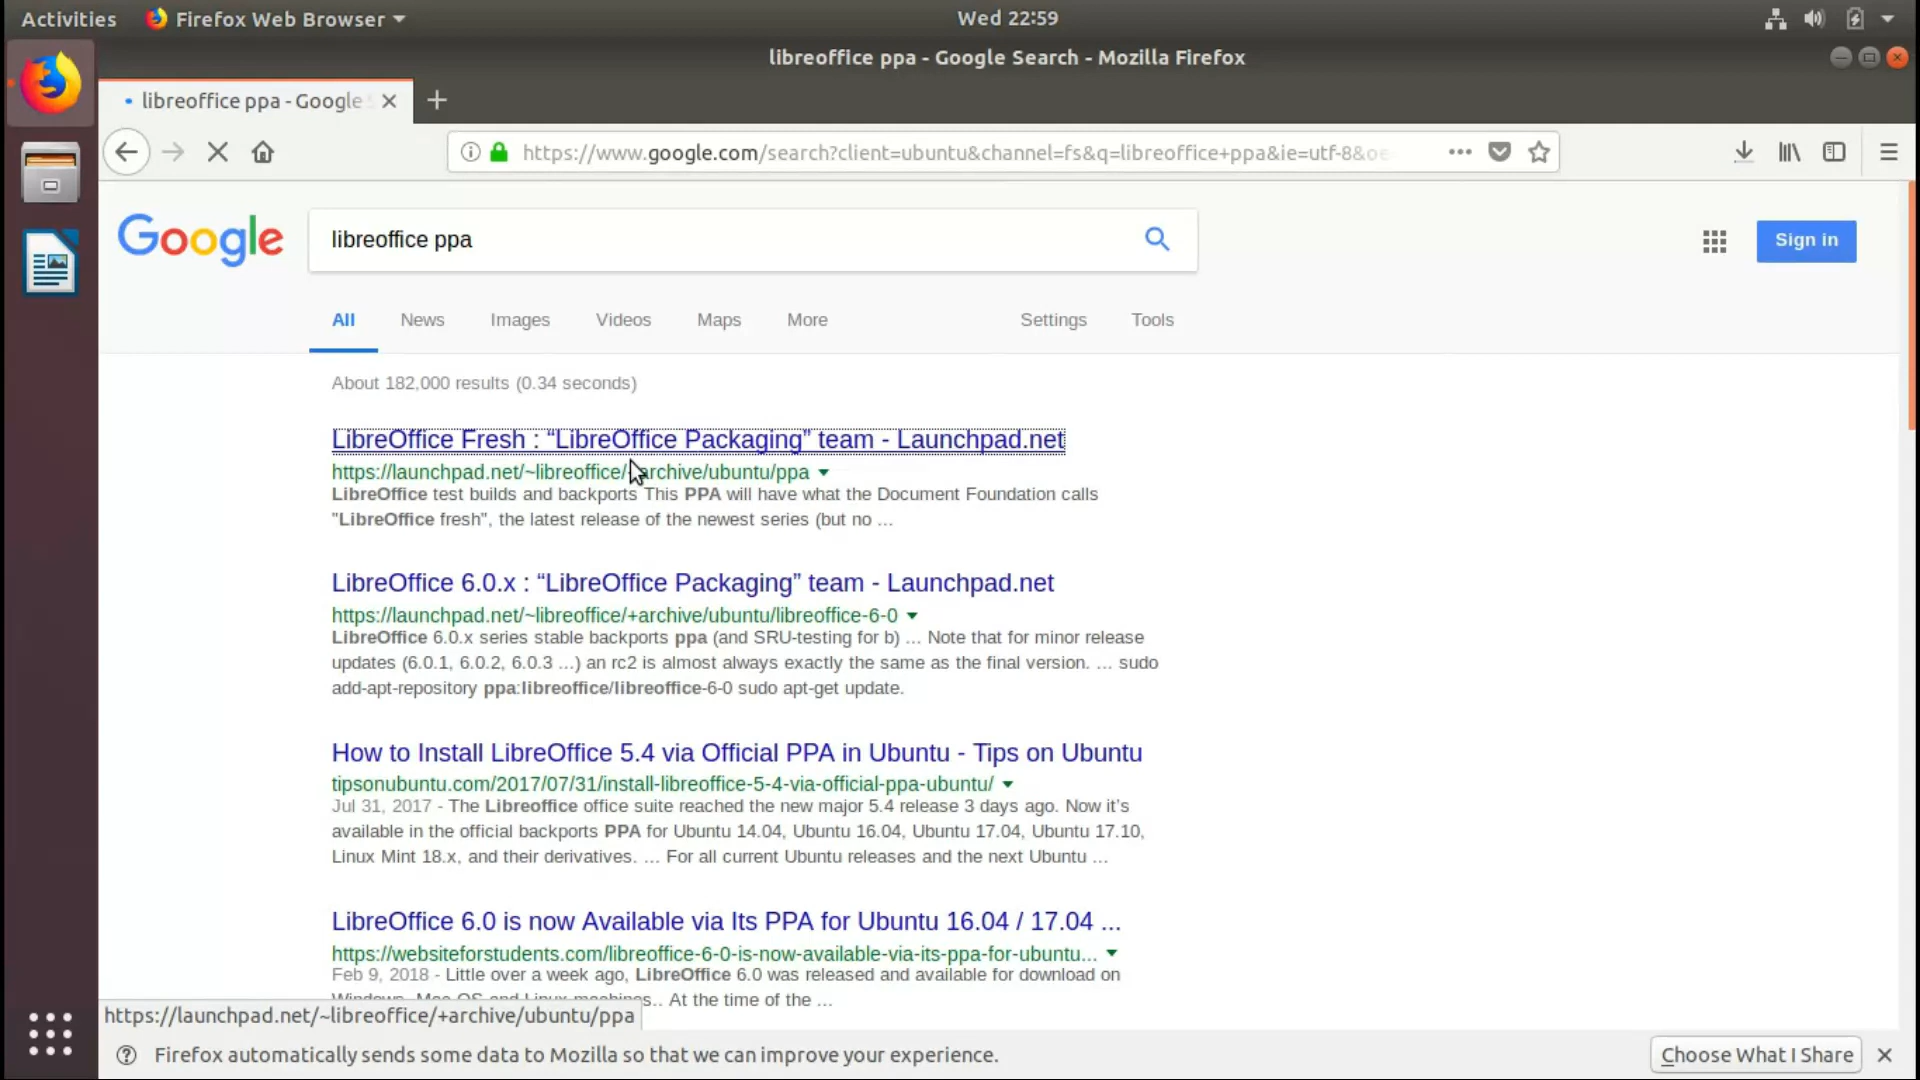 Activities Firefox Web Browser Wed 22:59
libreoffice ppa - Google Search - Mozilla Firefox
libreoffice ppa - Google
https://www.google.com/search?client=ubuntu&channel=fs&q=libreoffice+ppa&ie=utf-8&oe
Google libreoffice ppa Sign in
All News Images Videos Maps More Settings Tools
About 182,000 results (0.34 seconds)
LibreOffice Fresh : “LibreOffice Packaging” team - Launchpad.net
https://launchpad.net/~libreoffice/+archive/ubuntu/ppa
LibreOffice test builds and backports This PPA will have what the Document Foundation calls
"LibreOffice fresh", the latest release of the newest series (but no ...
LibreOffice 6.0.x : “LibreOffice Packaging” team - Launchpad.net
https://launchpad.net/~libreoffice/+archive/ubuntu/libreoffice-6-0
LibreOffice 6.0.x series stable backports ppa (and SRU-testing for b) ... Note that for minor release
updates (6.0.1, 6.0.2, 6.0.3 ...) an rc2 is almost always exactly the same as the final version. ... sudo
add-apt-repository ppa:libreoffice/libreoffice-6-0 sudo apt-get update.
How to Install LibreOffice 5.4 via Official PPA in Ubuntu - Tips on Ubuntu
tipsonubuntu.com/2017/07/31/install-libreoffice-5-4-via-official-ppa-ubuntu/
Jul 31, 2017 - The Libreoffice office suite reached the new major 5.4 release 3 days ago. Now it's
available in the official backports PPA for Ubuntu 14.04, Ubuntu 16.04, Ubuntu 17.04, Ubuntu 17.10,
Linux Mint 18.x, and their derivatives. ... For all current Ubuntu releases and the next Ubuntu ...
LibreOffice 6.0 is now Available via Its PPA for Ubuntu 16.04 / 17.04 ...
https://websiteforstudents.com/libreoffice-6-0-is-now-available-via-its-ppa-for-ubuntu...
Feb 9, 2018 - Little over a week ago, LibreOffice 6.0 was released and available for download on
Windows, Mac OS and Linux machines.. At the time of the ...
https://launchpad.net/~libreoffice/+archive/ubuntu/ppa
Firefox automatically sends some data to Mozilla so that we can improve your experience. Choose What I Share